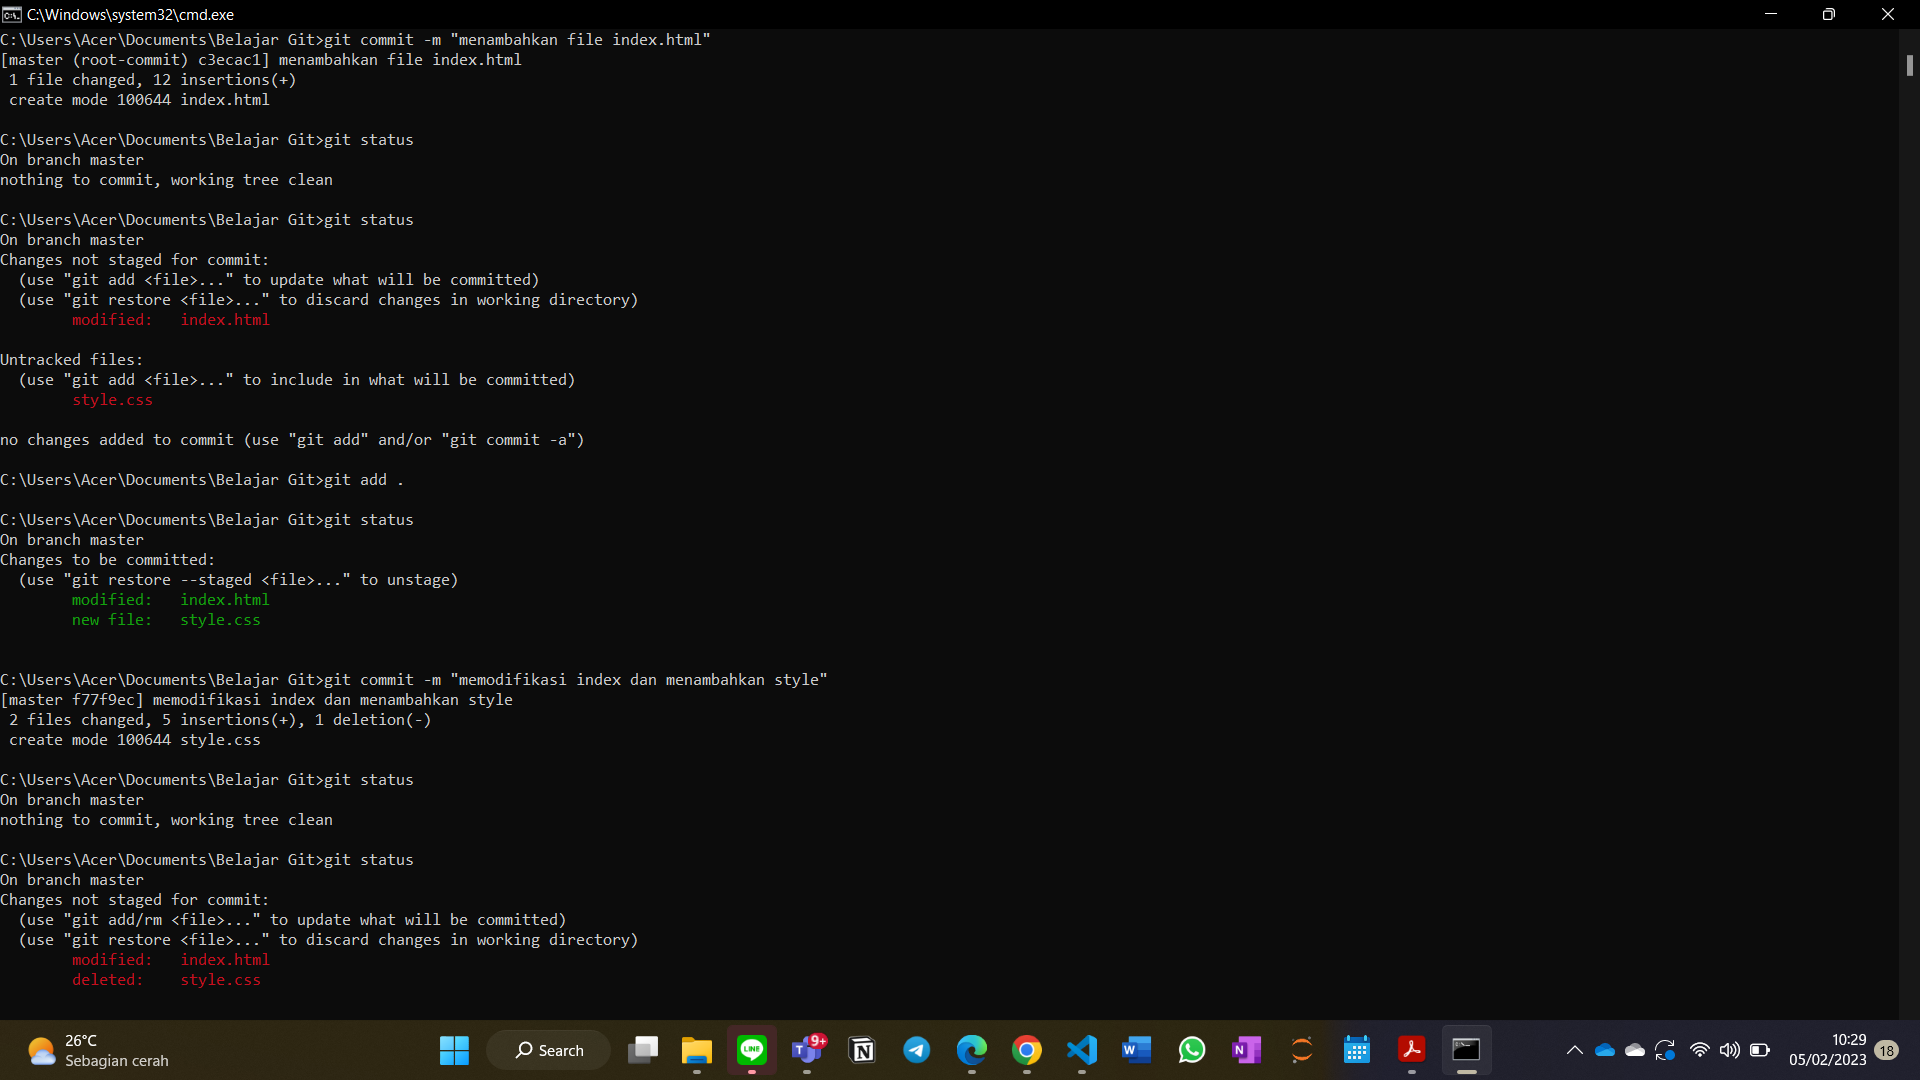 C:\Windows\system32\cmd.exe
C:\Users\Acer\Documents\Belajar Git>git commit -m "menambahkan file index.html"
[master (root-commit) c3ecac1] menambahkan file index.html
 1 file changed, 12 insertions(+)
 create mode 100644 index.html

C:\Users\Acer\Documents\Belajar Git>git status
On branch master
nothing to commit, working tree clean

C:\Users\Acer\Documents\Belajar Git>git status
On branch master
Changes not staged for commit:
  (use "git add <file>..." to update what will be committed)
  (use "git restore <file>..." to discard changes in working directory)
        modified:   index.html

Untracked files:
  (use "git add <file>..." to include in what will be committed)
        style.css

no changes added to commit (use "git add" and/or "git commit -a")

C:\Users\Acer\Documents\Belajar Git>git add .

C:\Users\Acer\Documents\Belajar Git>git status
On branch master
Changes to be committed:
  (use "git restore --staged <file>..." to unstage)
        modified:   index.html
        new file:   style.css

C:\Users\Acer\Documents\Belajar Git>git commit -m "memodifikasi index dan menambahkan style"
[master f77f9ec] memodifikasi index dan menambahkan style
 2 files changed, 5 insertions(+), 1 deletion(-)
 create mode 100644 style.css

C:\Users\Acer\Documents\Belajar Git>git status
On branch master
nothing to commit, working tree clean

C:\Users\Acer\Documents\Belajar Git>git status
On branch master
Changes not staged for commit:
  (use "git add/rm <file>..." to update what will be committed)
  (use "git restore <file>..." to discard changes in working directory)
        modified:   index.html
        deleted:    style.css

26°C
Sebagian cerah
Search
LINE
9+
10:29
05/02/2023
18